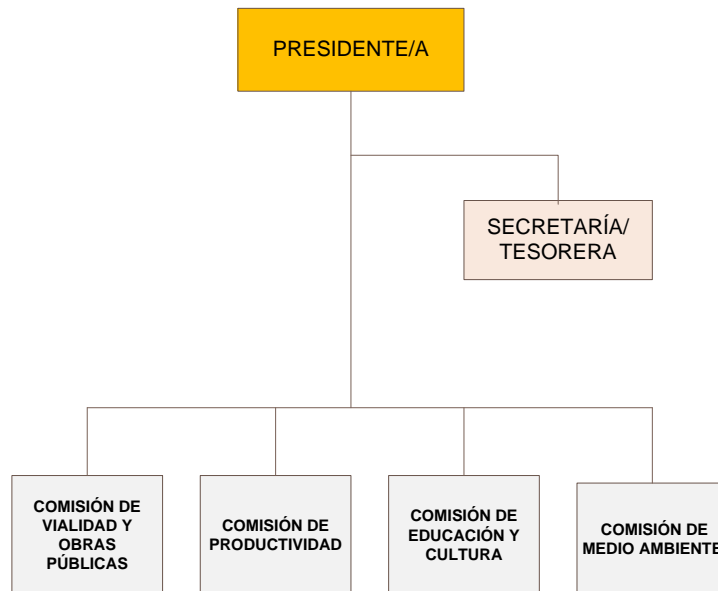 PRESIDENTE/A
SECRETARÍA/
TESORERA
COMISIÓN DE
VIALIDAD Y
OBRAS
PÚBLICAS
COMISIÓN DE
PRODUCTIVIDAD
COMISIÓN DE
EDUCACIÓN Y
CULTURA
COMISIÓN DE
MEDIO AMBIENTE